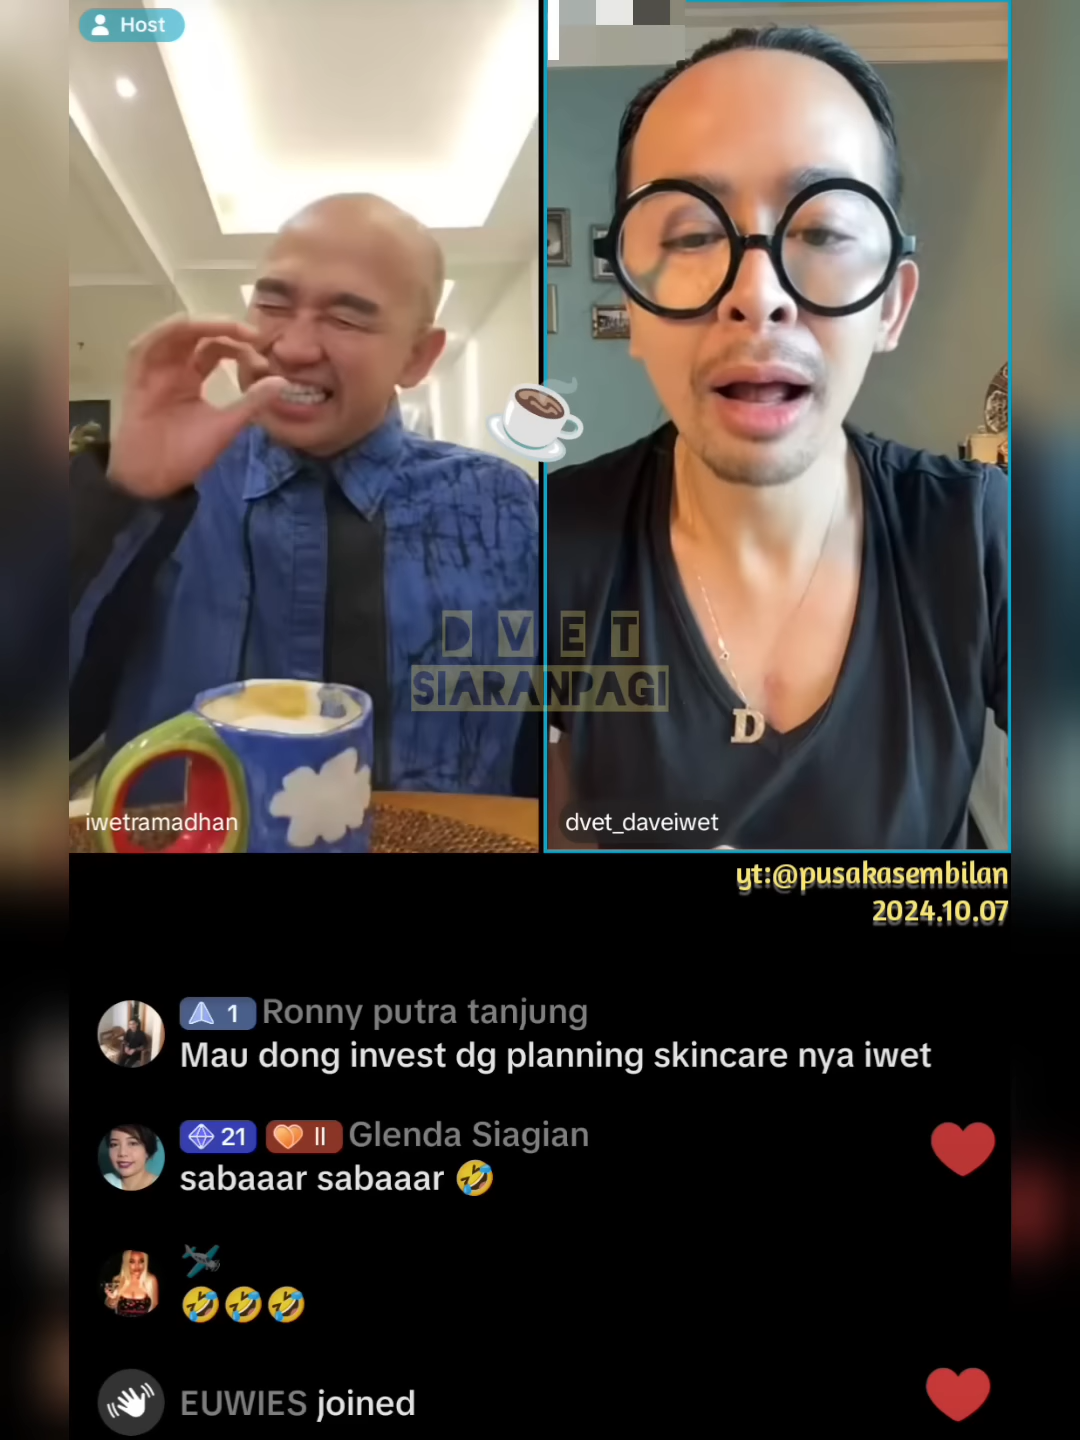 Host
D V E T
SIARANPAGI
D
iwetramadhan
dvet_daveiwet
yt:@pusakasembilan
2024.10.07
1 Ronny putra tanjung
Mau dong invest dg planning skincare nya iwet
21 II Glenda Siagian
sabaaar sabaaar 🤣
🤣🤣🤣
EUWIES joined